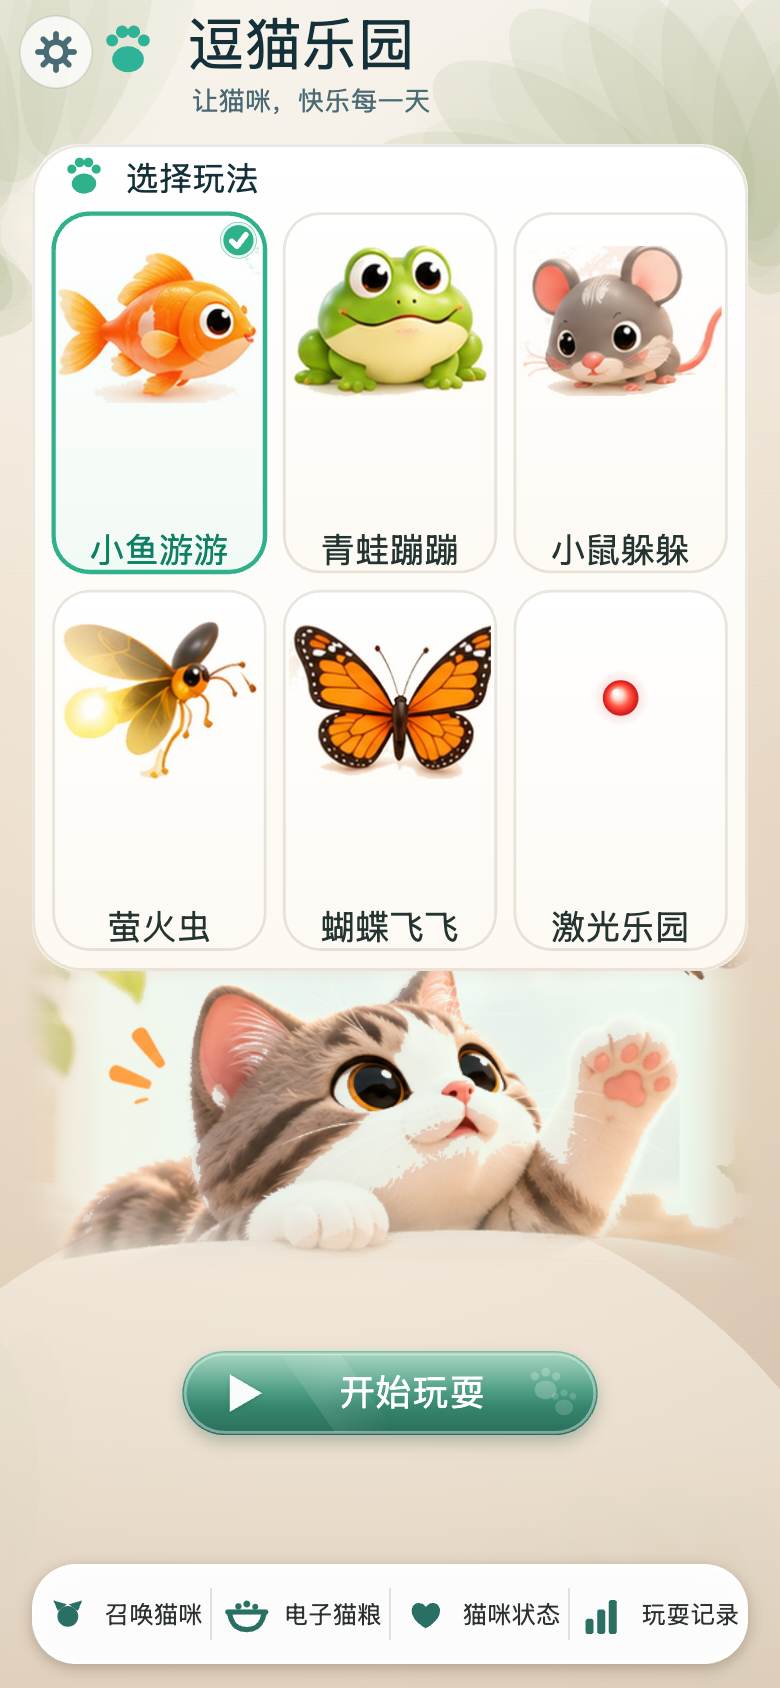 逗猫乐园
让猫咪，快乐每一天
选择玩法
小鱼游游
青蛙蹦蹦
小鼠躲躲
萤火虫
蝴蝶飞飞
激光乐园
开始玩耍
召唤猫咪
电子猫粮
猫咪状态
玩耍记录